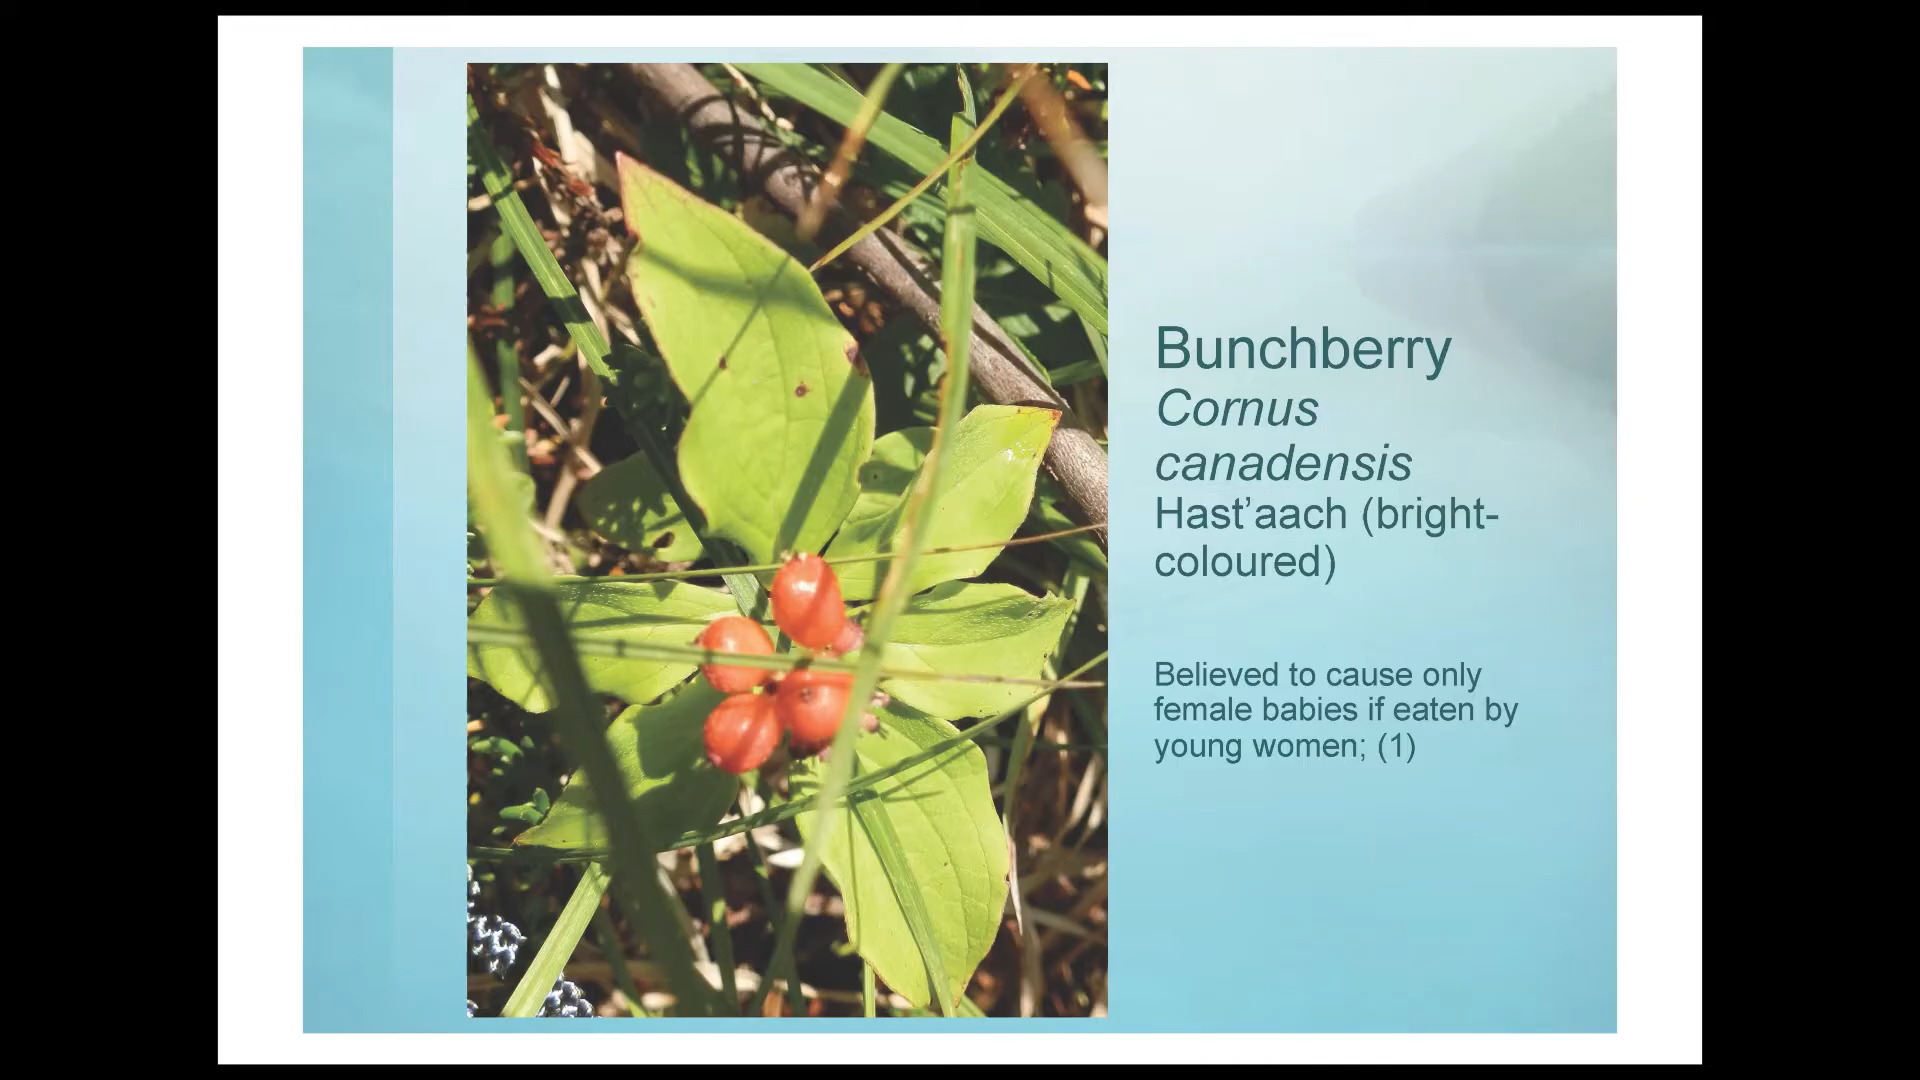 Bunchberry
Cornus
canadensis
Hast’aach (bright-
coloured)
Believed to cause only
female babies if eaten by
young women; (1)